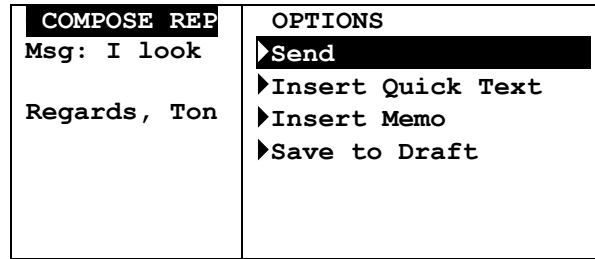 COMPOSE REP
Msg: I look
Regards, Ton
OPTIONS
Send
Insert Quick Text
Insert Memo
Save to Draft